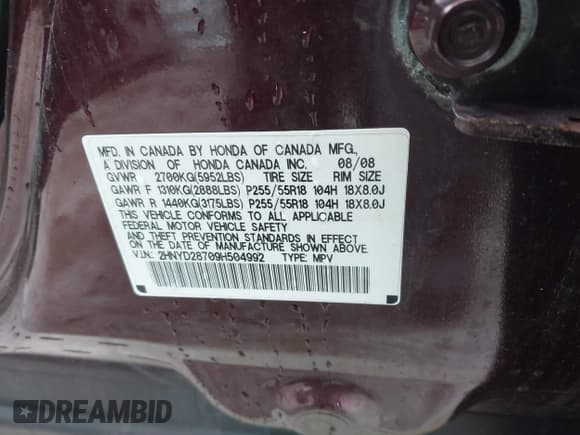 MFD. IN CANADA BY HONDA OF CANADA MFG.,
A DIVISION OF HONDA CANADA INC. 08/08
GVWR 2700KG(5952LBS) TIRE SIZE RIM SIZE
GAWR F 1310KG(2888LBS) P255/55R18 104H 18X8.0J
GAWR R 1440KG(3175LBS) P255/55R18 104H 18X8.0J
THIS VEHICLE CONFORMS TO ALL APPLICABLE
FEDERAL MOTOR VEHICLE SAFETY
AND THEFT PREVENTION STANDARDS IN EFFECT
ON THE DATE OF MANUFACTURE SHOWN ABOVE.
V.I.N.: 2HNYD28709H504992 TYPE: MPV
DREAMBID